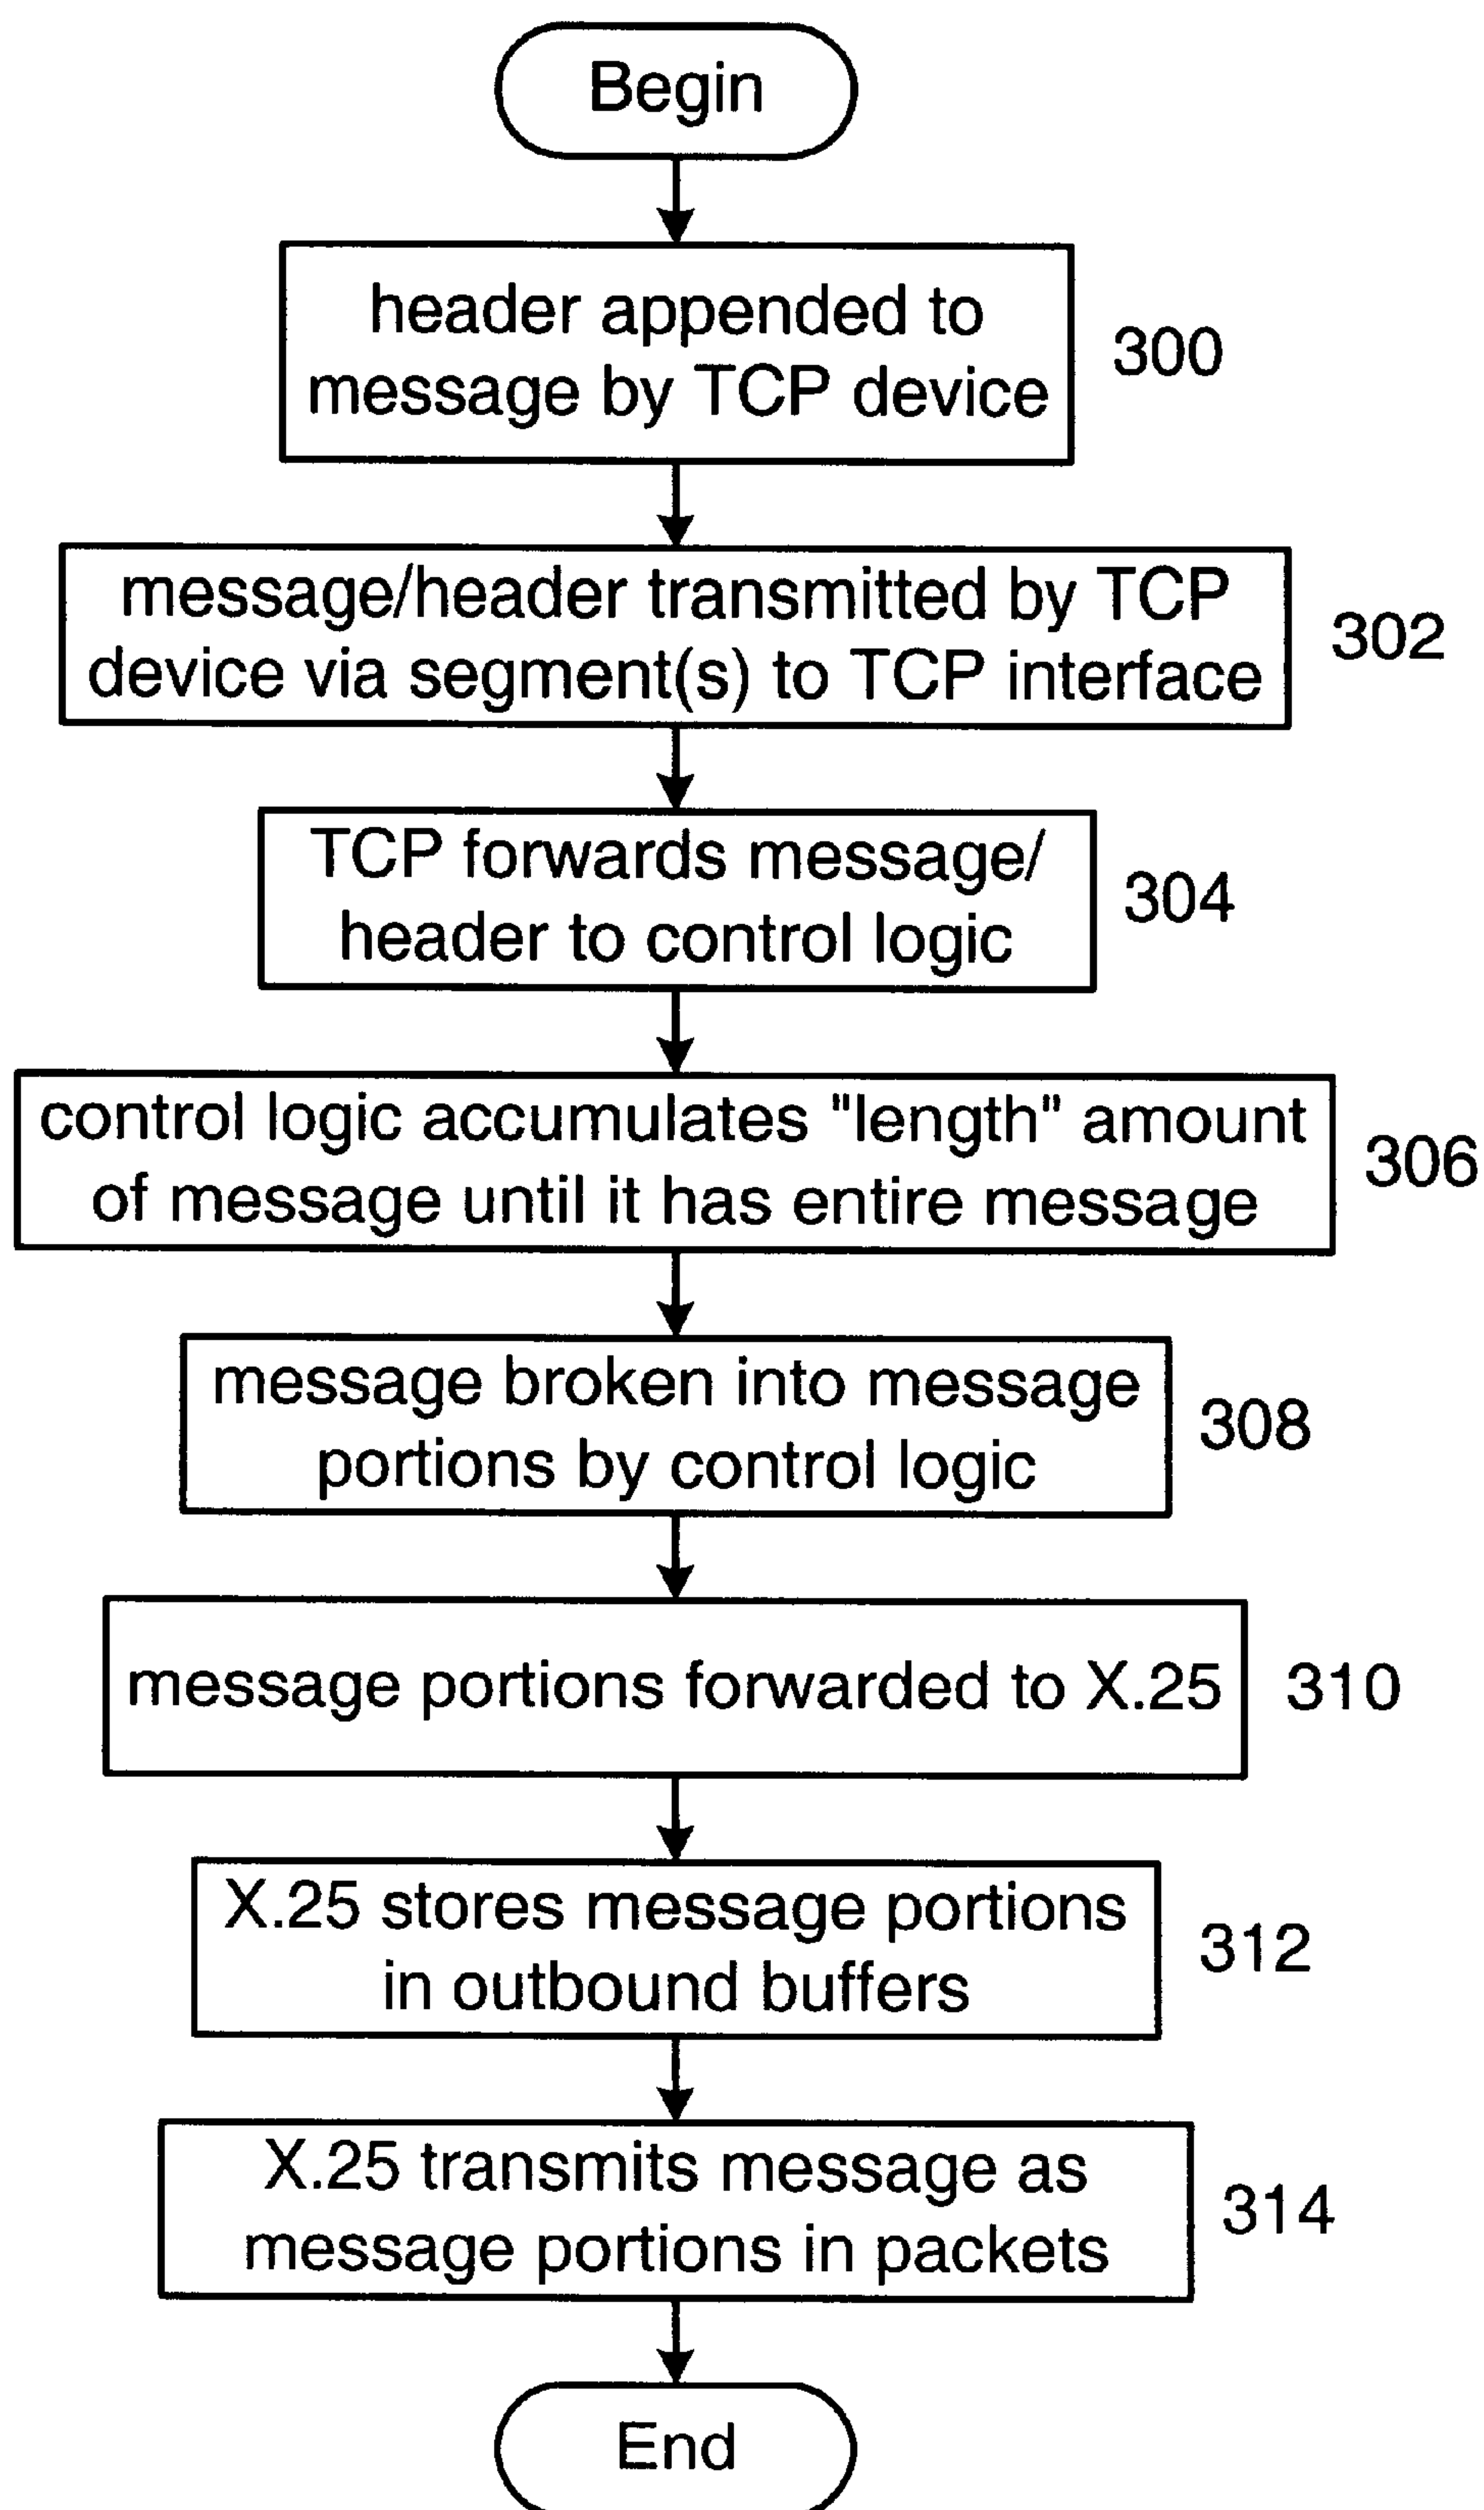 Begin
header appended to
message by TCP device
300
message/header transmitted by TCP
device via segment(s) to TCP interface
302
TCP forwards message/
header to control logic
304
control logic accumulates "length" amount
of message until it has entire message
306
message broken into message
portions by control logic
308
message portions forwarded to X.25
310
X.25 stores message portions
in outbound buffers
312
X.25 transmits message as
message portions in packets
314
End